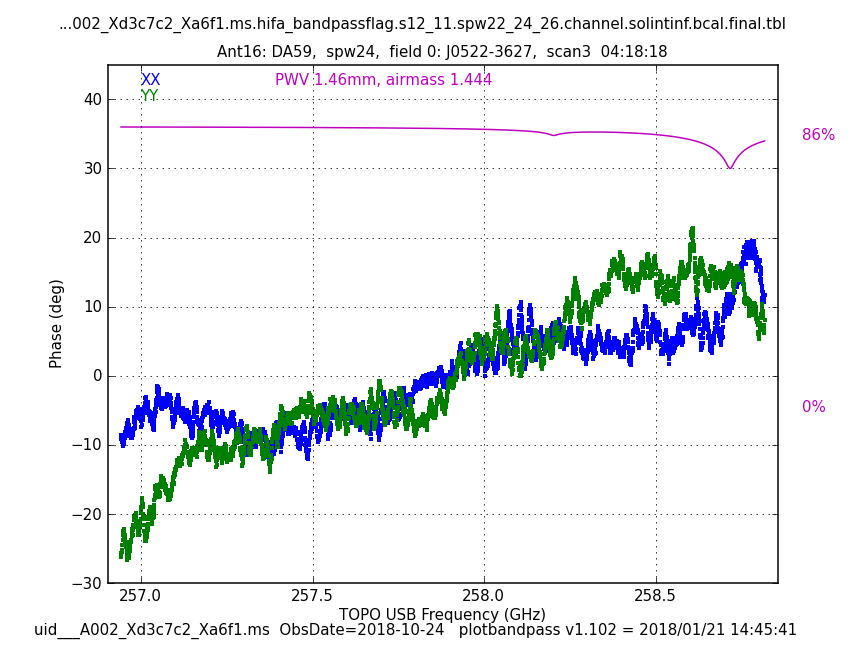 ...002_Xd3c7c2_Xa6f1.ms.hifa_bandpassflag.s12_11.spw22_24_26.channel.solintinf.bcal.final.tbl
Ant16: DA59,  spw24,  field 0: J0522-3627,  scan3  04:18:18
XX
PWV 1.46mm, airmass 1.444
YY
40
86%
30
20
10
Phase (deg)
0
0%
−10
−20
−30
257.0 257.5 258.0 258.5
TOPO USB Frequency (GHz)
uid___A002_Xd3c7c2_Xa6f1.ms  ObsDate=2018-10-24   plotbandpass v1.102 = 2018/01/21 14:45:41